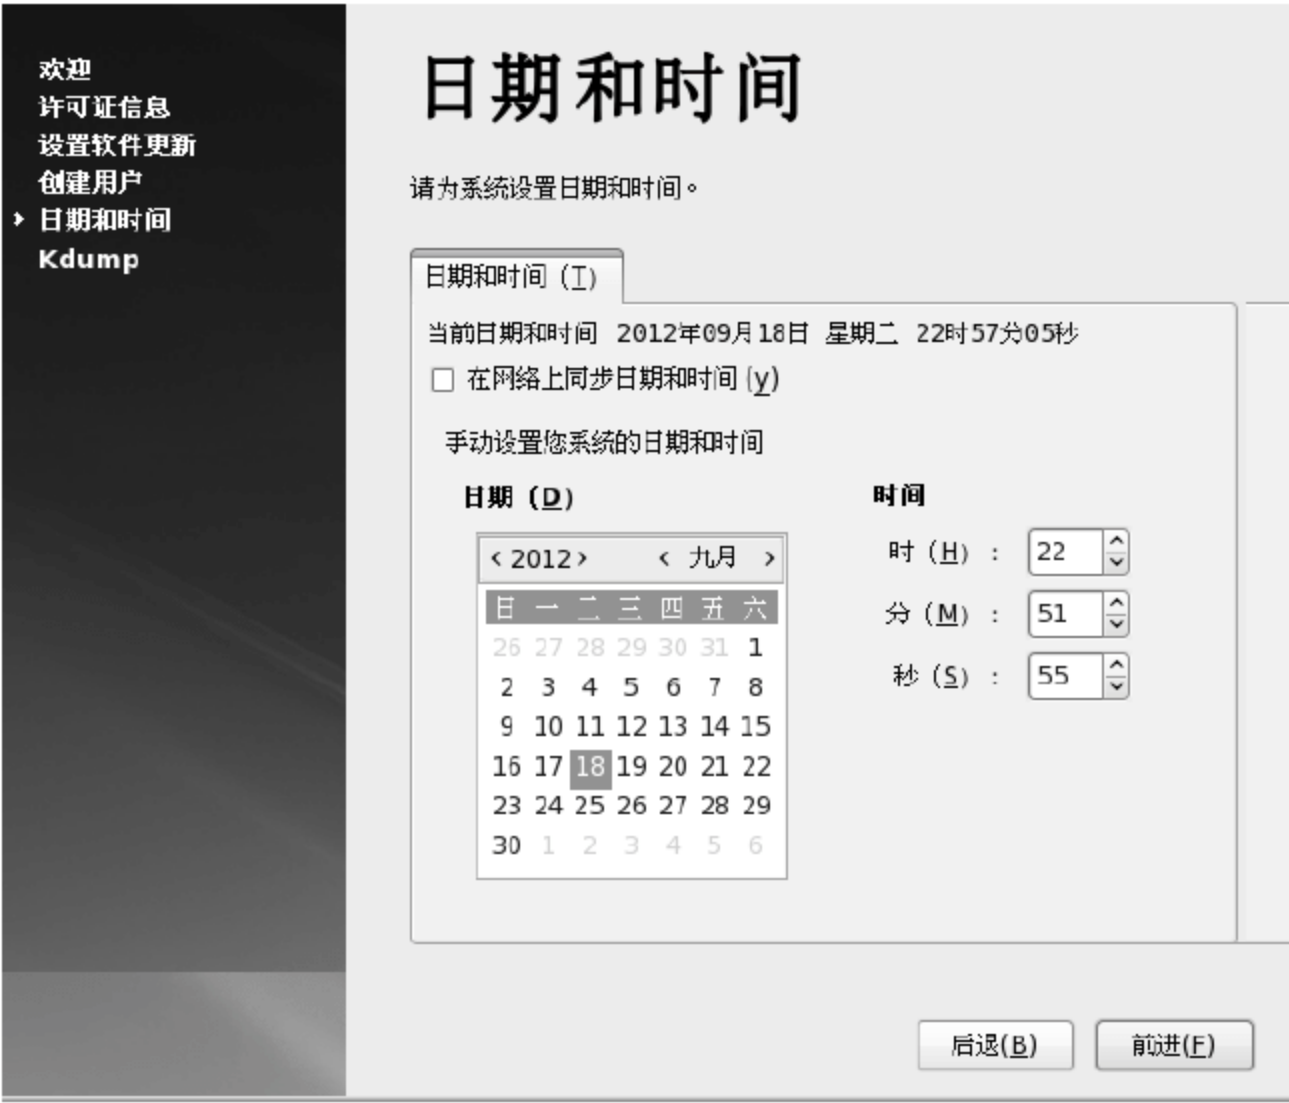 欢迎
许可证信息
设置软件更新
创建用户
日期和时间
Kdump
日期和时间
请为系统设置日期和时间。
日期和时间 (T)
当前日期和时间 2012年09月18日 星期二 22时57分05秒
在网络上同步日期和时间 (y)
手动设置您系统的日期和时间
日期 (D)
< 2012 > < 九月 >
日 一 二 三 四 五 六
26 27 28 29 30 31 1
2 3 4 5 6 7 8
9 10 11 12 13 14 15
16 17 18 19 20 21 22
23 24 25 26 27 28 29
30 1 2 3 4 5 6
时间
时 (H) : 22
分 (M) : 51
秒 (S) : 55
后退(B) 前进(F)